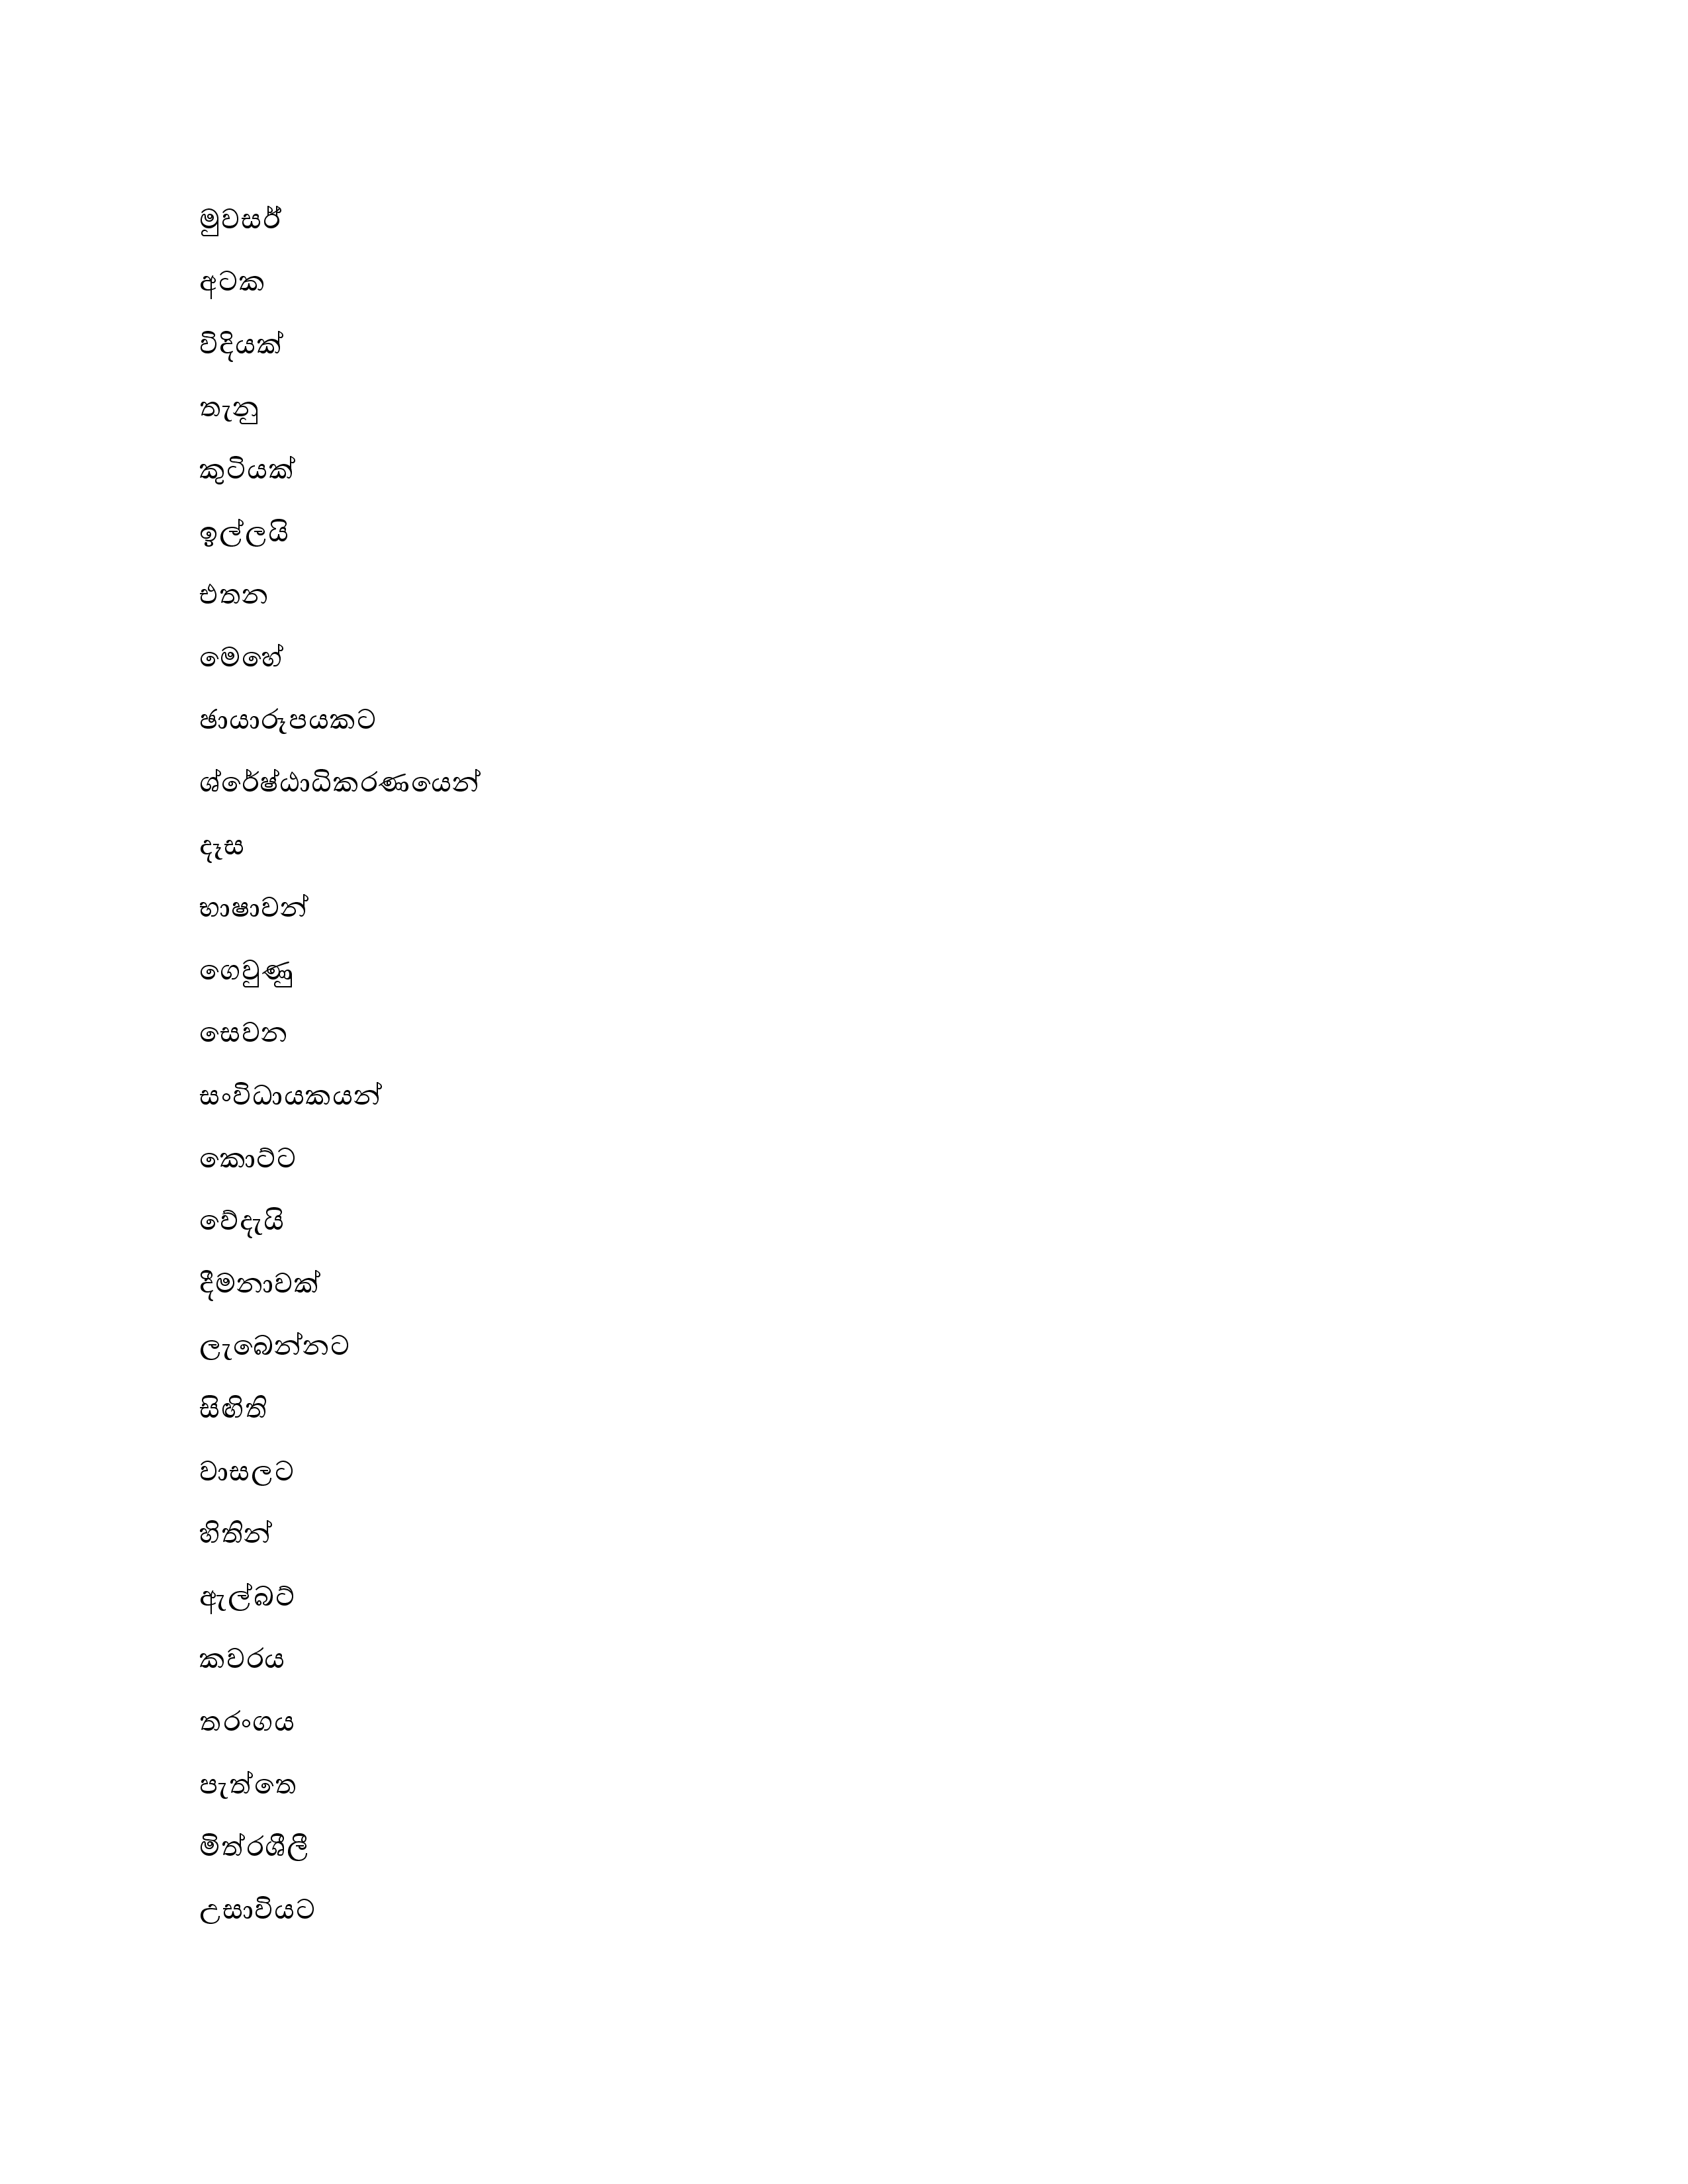 මුවසර්
අටක
විදියක්
තැනු
කුටියක්
ඉල්ලයි
එතන
මෙහේ
ඡායාරූපයකට
ශ්රේෂ්ඨාධිකරණයෙන්
දෑස
භාෂාවන්
ගෙවුණු
සෙවන
සංවිධායකයන්
කොට්ට
වේදැයි
දීමනාවක්
ලැබෙන්නට
සිඟිති
වාසලට
හිතින්
ඇල්බට්
කවරය
තරංගය
පැත්තෙ
මිත්රශීලී
උසාවියට